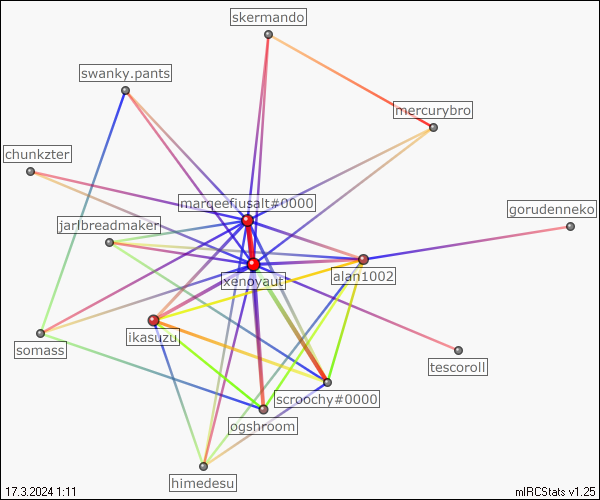 skermando
swanky.pants
mercurybro
chunkzter
marqeefiusalt#0000
gorudenneko
jarlbreadmaker
xenoyaut
alan1002
ikasuzu
somass
tescoroll
scroochy#0000
ogshroom
himedesu
17.3.2024 1:11
mIRCStats v1.25